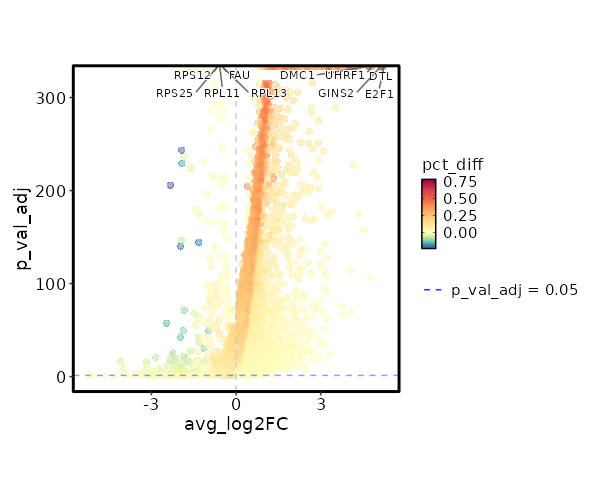 RPS12 FAU DMC1 UHRF1 DTL
RPS25 RPL11 RPL13 GINS2 E2F1
300
200
100
0
p_val_adj
-3 0 3
avg_log2FC
pct_diff
0.75
0.50
0.25
0.00
p_val_adj = 0.05